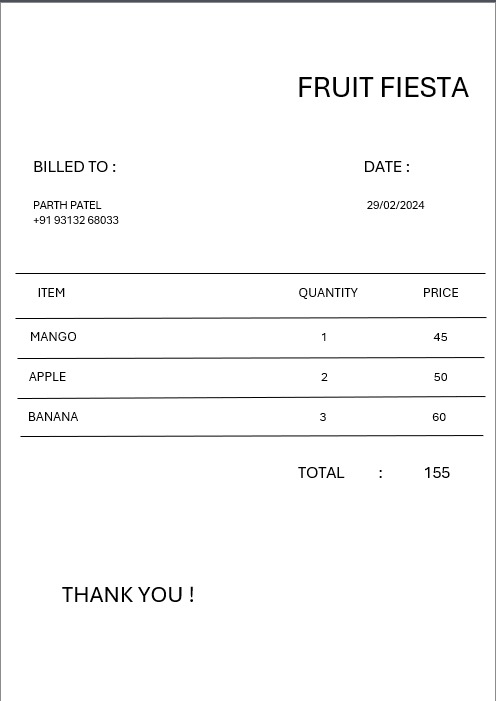 FRUIT FIESTA
BILLED TO : DATE :
PARTH PATEL 29/02/2024
+91 93132 68033
ITEM QUANTITY PRICE
MANGO 1 45
APPLE 2 50
BANANA 3 60
TOTAL : 155
THANK YOU !